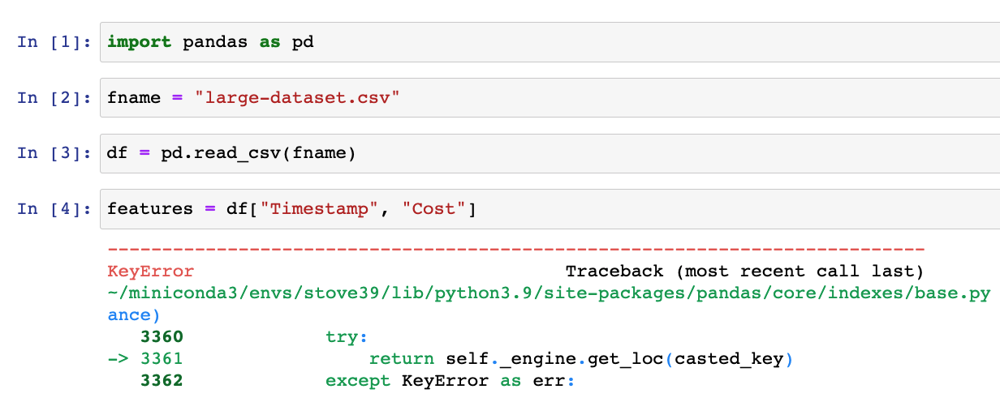 In [1]: import pandas as pd
In [2]: fname = "large-dataset.csv"
In [3]: df = pd.read_csv(fname)
In [4]: features = df["Timestamp", "Cost"]
---------------------------------------------------------------------------
KeyError                                  Traceback (most recent call last)
~/miniconda3/envs/stove39/lib/python3.9/site-packages/pandas/core/indexes/base.py
ance)
   3360             try:
-> 3361                 return self._engine.get_loc(casted_key)
   3362             except KeyError as err: